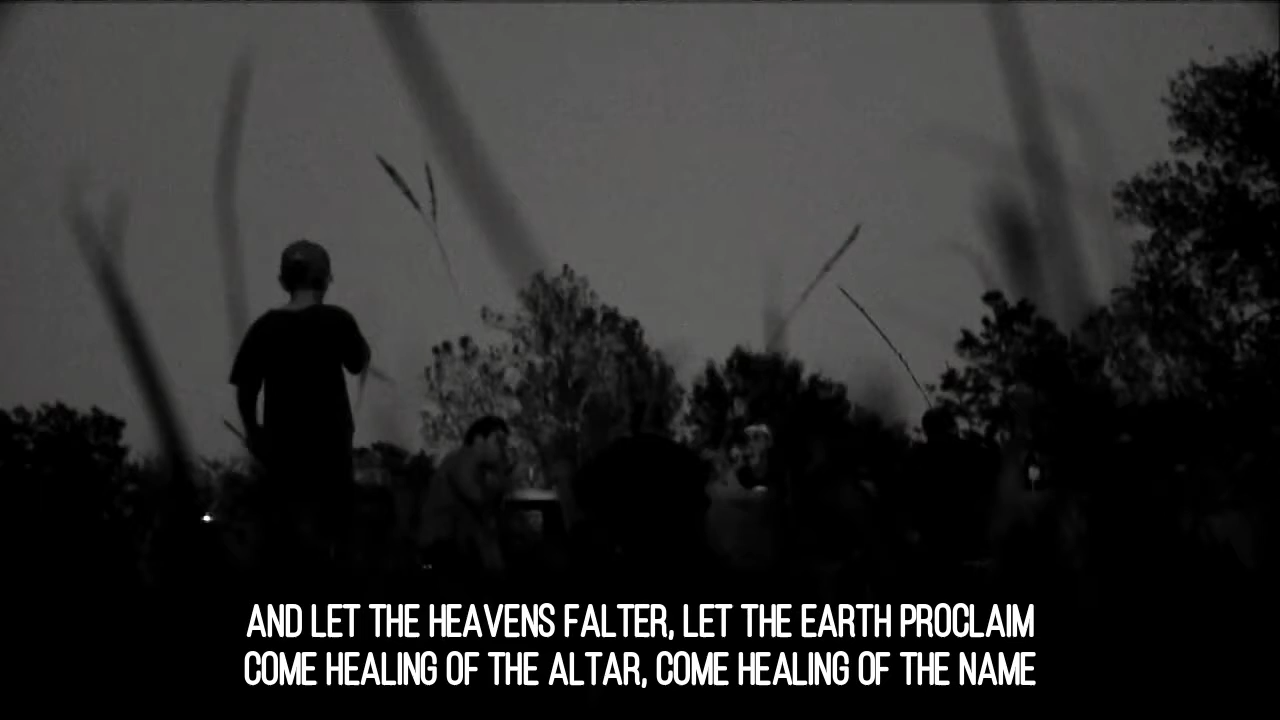 AND LET THE HEAVENS FALTER, LET THE EARTH PROCLAIM
COME HEALING OF THE ALTAR, COME HEALING OF THE NAME